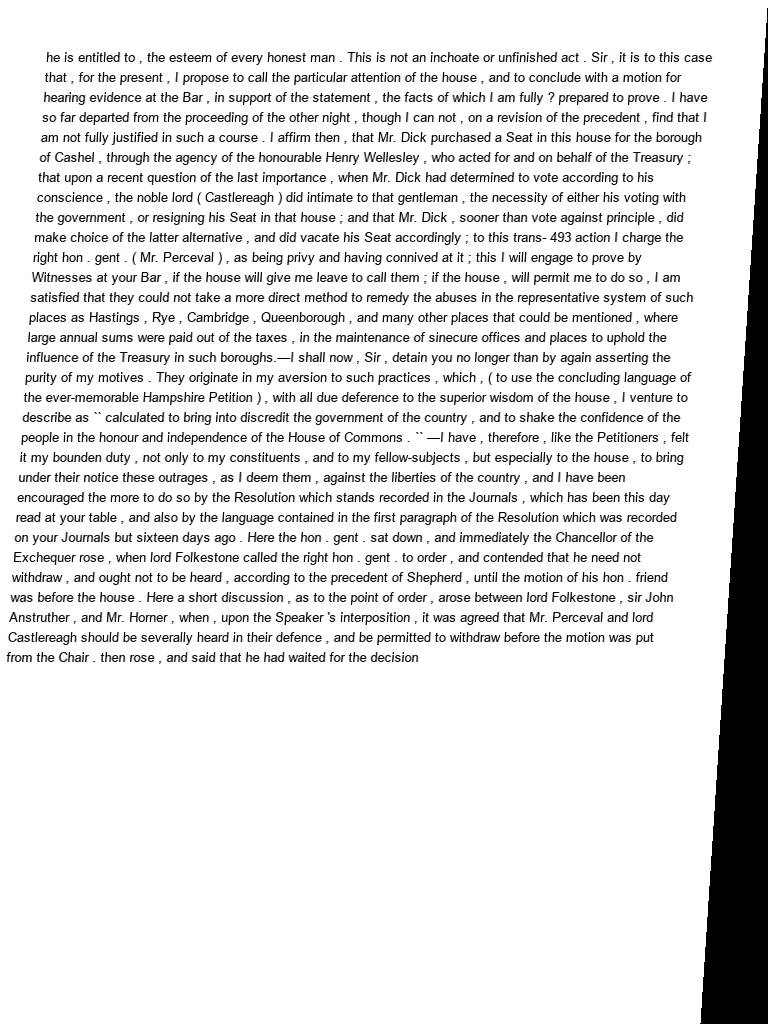 he is entitled to , the esteem of every honest man . This is not an inchoate or unfinished act . Sir , it is to this case
that , for the present , I propose to call the particular attention of the house , and to conclude with a motion for
hearing evidence at the Bar , in support of the statement , the facts of which I am fully ? prepared to prove . I have
so far departed from the proceeding of the other night , though I can not , on a revision of the precedent , find that I
am not fully justified in such a course . I affirm then , that Mr. Dick purchased a Seat in this house for the borough
of Cashel , through the agency of the honourable Henry Wellesley , who acted for and on behalf of the Treasury ;
that upon a recent question of the last importance , when Mr. Dick had determined to vote according to his
conscience , the noble lord ( Castlereagh ) did intimate to that gentleman , the necessity of either his voting with
the government , or resigning his Seat in that house ; and that Mr. Dick , sooner than vote against principle , did
make choice of the latter alternative , and did vacate his Seat accordingly ; to this trans- 493 action I charge the
right hon . gent . ( Mr. Perceval ) , as being privy and having connived at it ; this I will engage to prove by
Witnesses at your Bar , if the house will give me leave to call them ; if the house , will permit me to do so , I am
satisfied that they could not take a more direct method to remedy the abuses in the representative system of such
places as Hastings , Rye , Cambridge , Queenborough , and many other places that could be mentioned , where
large annual sums were paid out of the taxes , in the maintenance of sinecure offices and places to uphold the
influence of the Treasury in such boroughs.—I shall now , Sir , detain you no longer than by again asserting the
purity of my motives . They originate in my aversion to such practices , which , ( to use the concluding language of
the ever-memorable Hampshire Petition ) , with all due deference to the superior wisdom of the house , I venture to
describe as `` calculated to bring into discredit the government of the country , and to shake the confidence of the
people in the honour and independence of the House of Commons . `` —I have , therefore , like the Petitioners , felt
it my bounden duty , not only to my constituents , and to my fellow-subjects , but especially to the house , to bring
under their notice these outrages , as I deem them , against the liberties of the country , and I have been
encouraged the more to do so by the Resolution which stands recorded in the Journals , which has been this day
read at your table , and also by the language contained in the first paragraph of the Resolution which was recorded
on your Journals but sixteen days ago . Here the hon . gent . sat down , and immediately the Chancellor of the
Exchequer rose , when lord Folkestone called the right hon . gent . to order , and contended that he need not
withdraw , and ought not to be heard , according to the precedent of Shepherd , until the motion of his hon . friend
was before the house . Here a short discussion , as to the point of order , arose between lord Folkestone , sir John
Anstruther , and Mr. Horner , when , upon the Speaker 's interposition , it was agreed that Mr. Perceval and lord
Castlereagh should be severally heard in their defence , and be permitted to withdraw before the motion was put
from the Chair . then rose , and said that he had waited for the decision